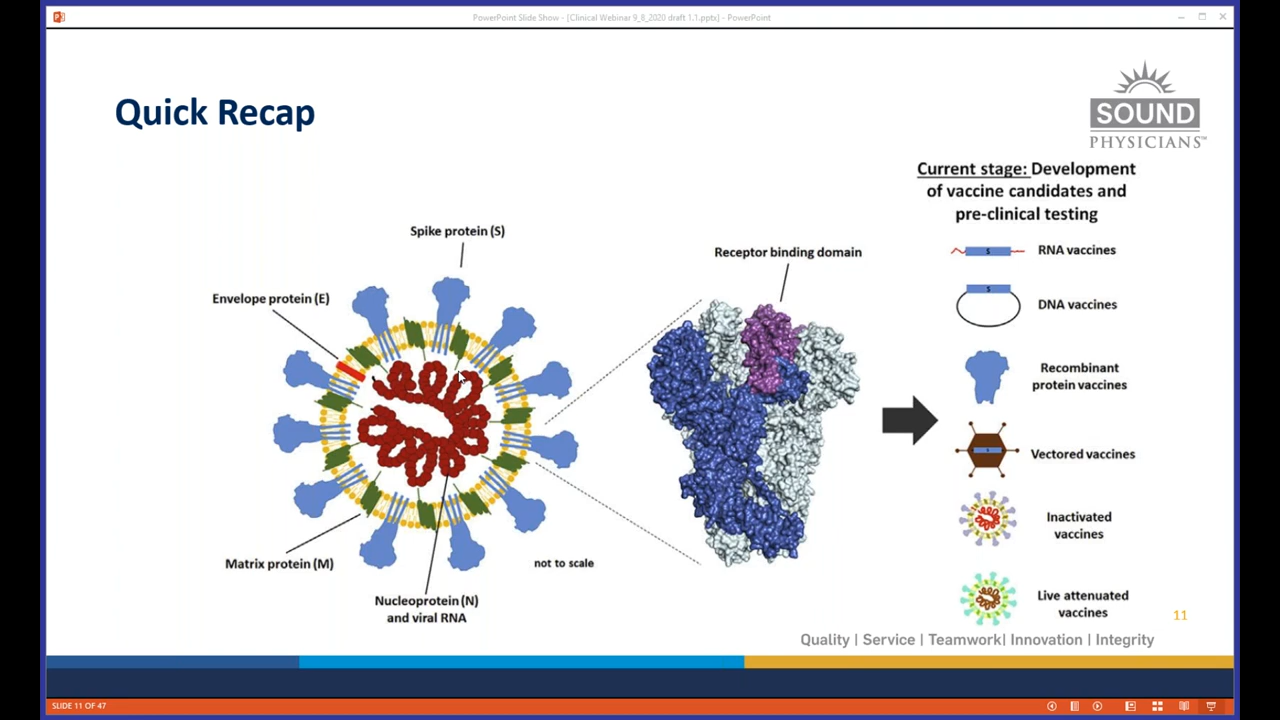 PowerPoint Slide Show - [Clinical Webinar 9_8_2020 draft 1.1.ppts] - PowerPoint
Quick Recap
SOUND
PHYSICIANS™
Current stage: Development
of vaccine candidates and
pre-clinical testing
Spike protein (S)
Envelope protein (E)
Matrix protein (M)
Nucleoprotein (N)
and viral RNA
not to scale
Receptor binding domain
S
RNA vaccines
S
DNA vaccines
Recombinant
protein vaccines
Vectored vaccines
Inactivated
vaccines
Live attenuated
vaccines
11
Quality | Service | Teamwork| Innovation | Integrity
SLIDE 11 OF 47